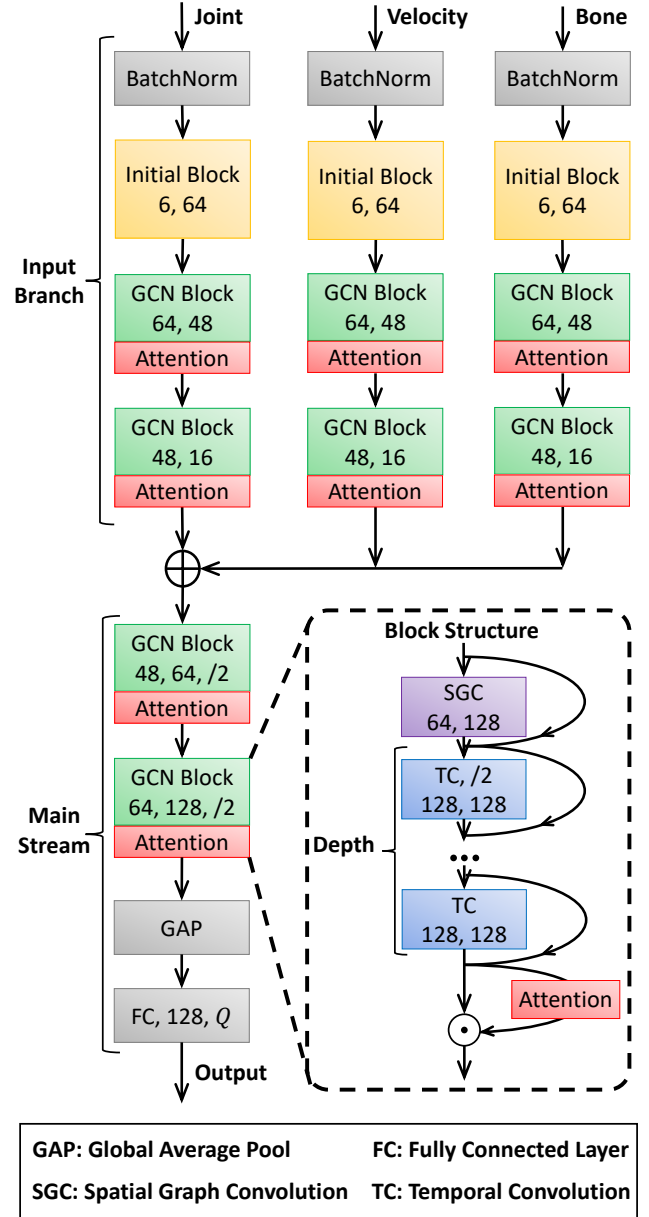 Joint
Velocity
Bone
BatchNorm
BatchNorm
BatchNorm
Initial Block
6, 64
Initial Block
6, 64
Initial Block
6, 64
Input
Branch
GCN Block
64, 48
Attention
GCN Block
64, 48
Attention
GCN Block
64, 48
Attention
GCN Block
48, 16
Attention
GCN Block
48, 16
Attention
GCN Block
48, 16
Attention
Main
Stream
GCN Block
48, 64, /2
Attention
GCN Block
64, 128, /2
Attention
GAP
FC, 128, Q
Output
Block Structure
SGC
64, 128
Depth
TC, /2
128, 128
...
TC
128, 128
Attention
GAP: Global Average Pool
FC: Fully Connected Layer
SGC: Spatial Graph Convolution
TC: Temporal Convolution